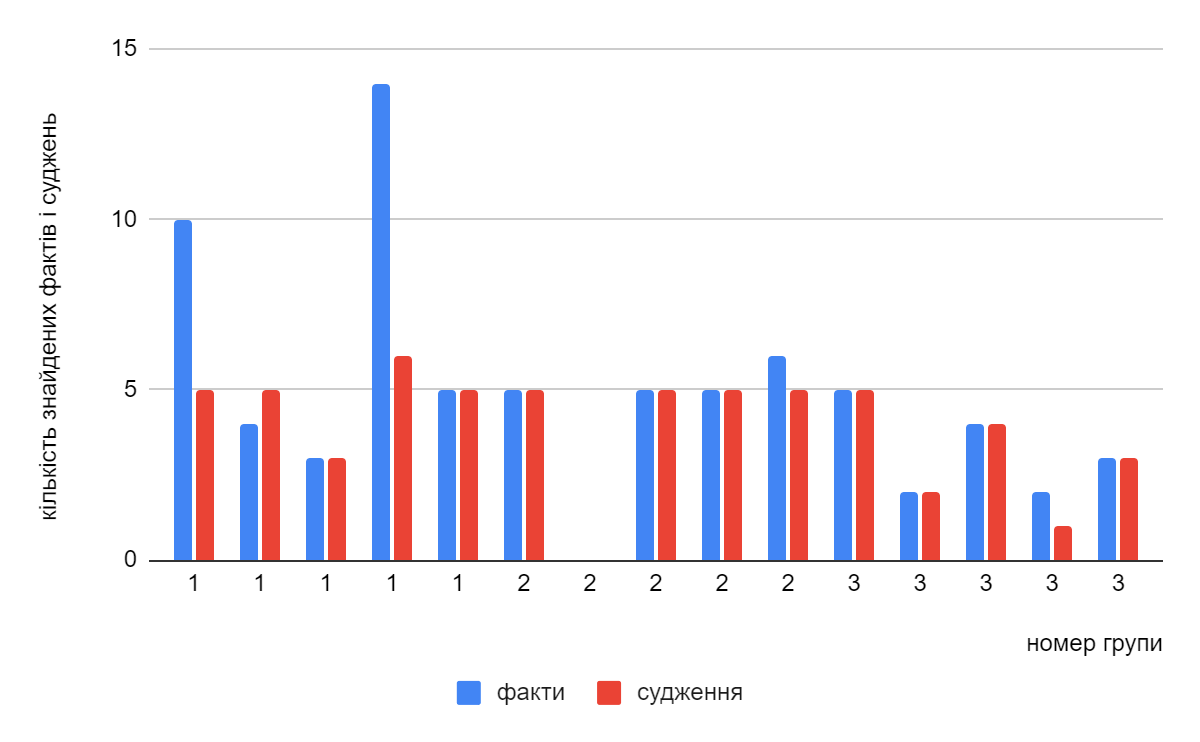 кількість знайдених фактів і суджень
15
10
5
0
1 1 1 1 1 2 2 2 2 2 3 3 3 3 3
номер групи
факти судження